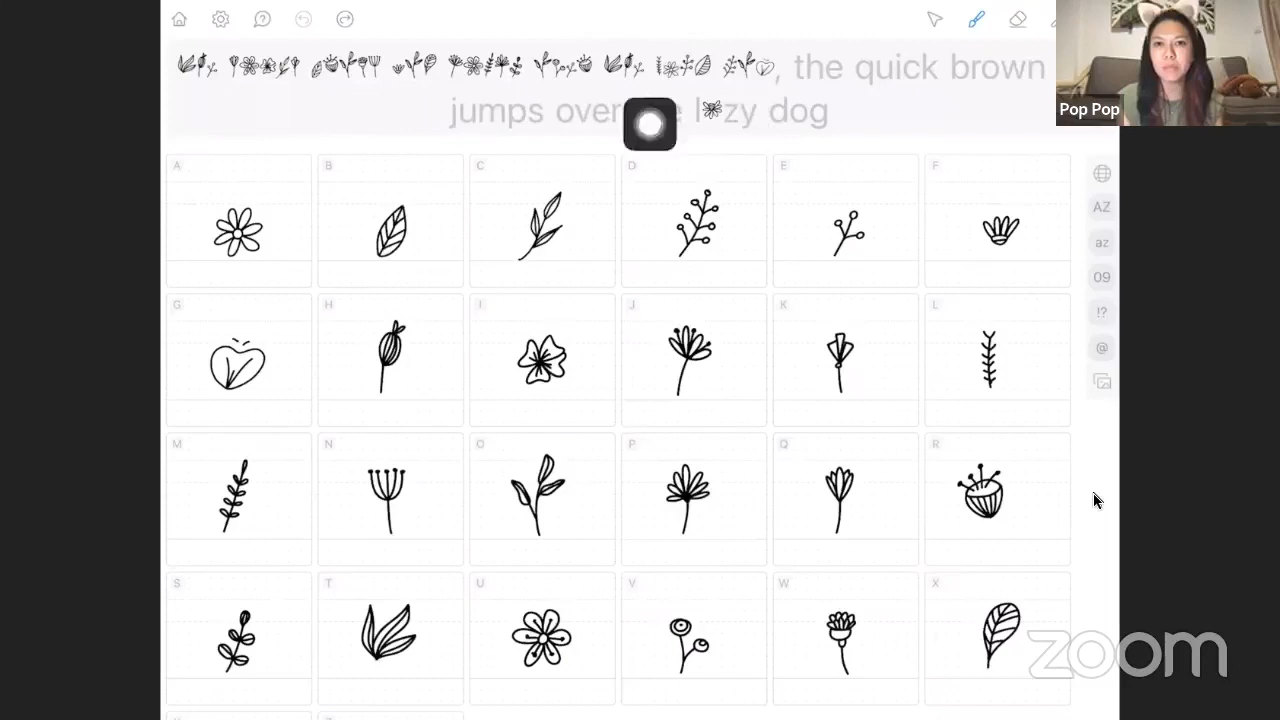 , the quick brown
jumps over
zy dog
Pop Pop
A
B
C
D
E
F
AZ
az
G
H
I
J
K
L
09
!?
@
M
N
O
P
Q
R
S
T
U
V
W
X
zoom